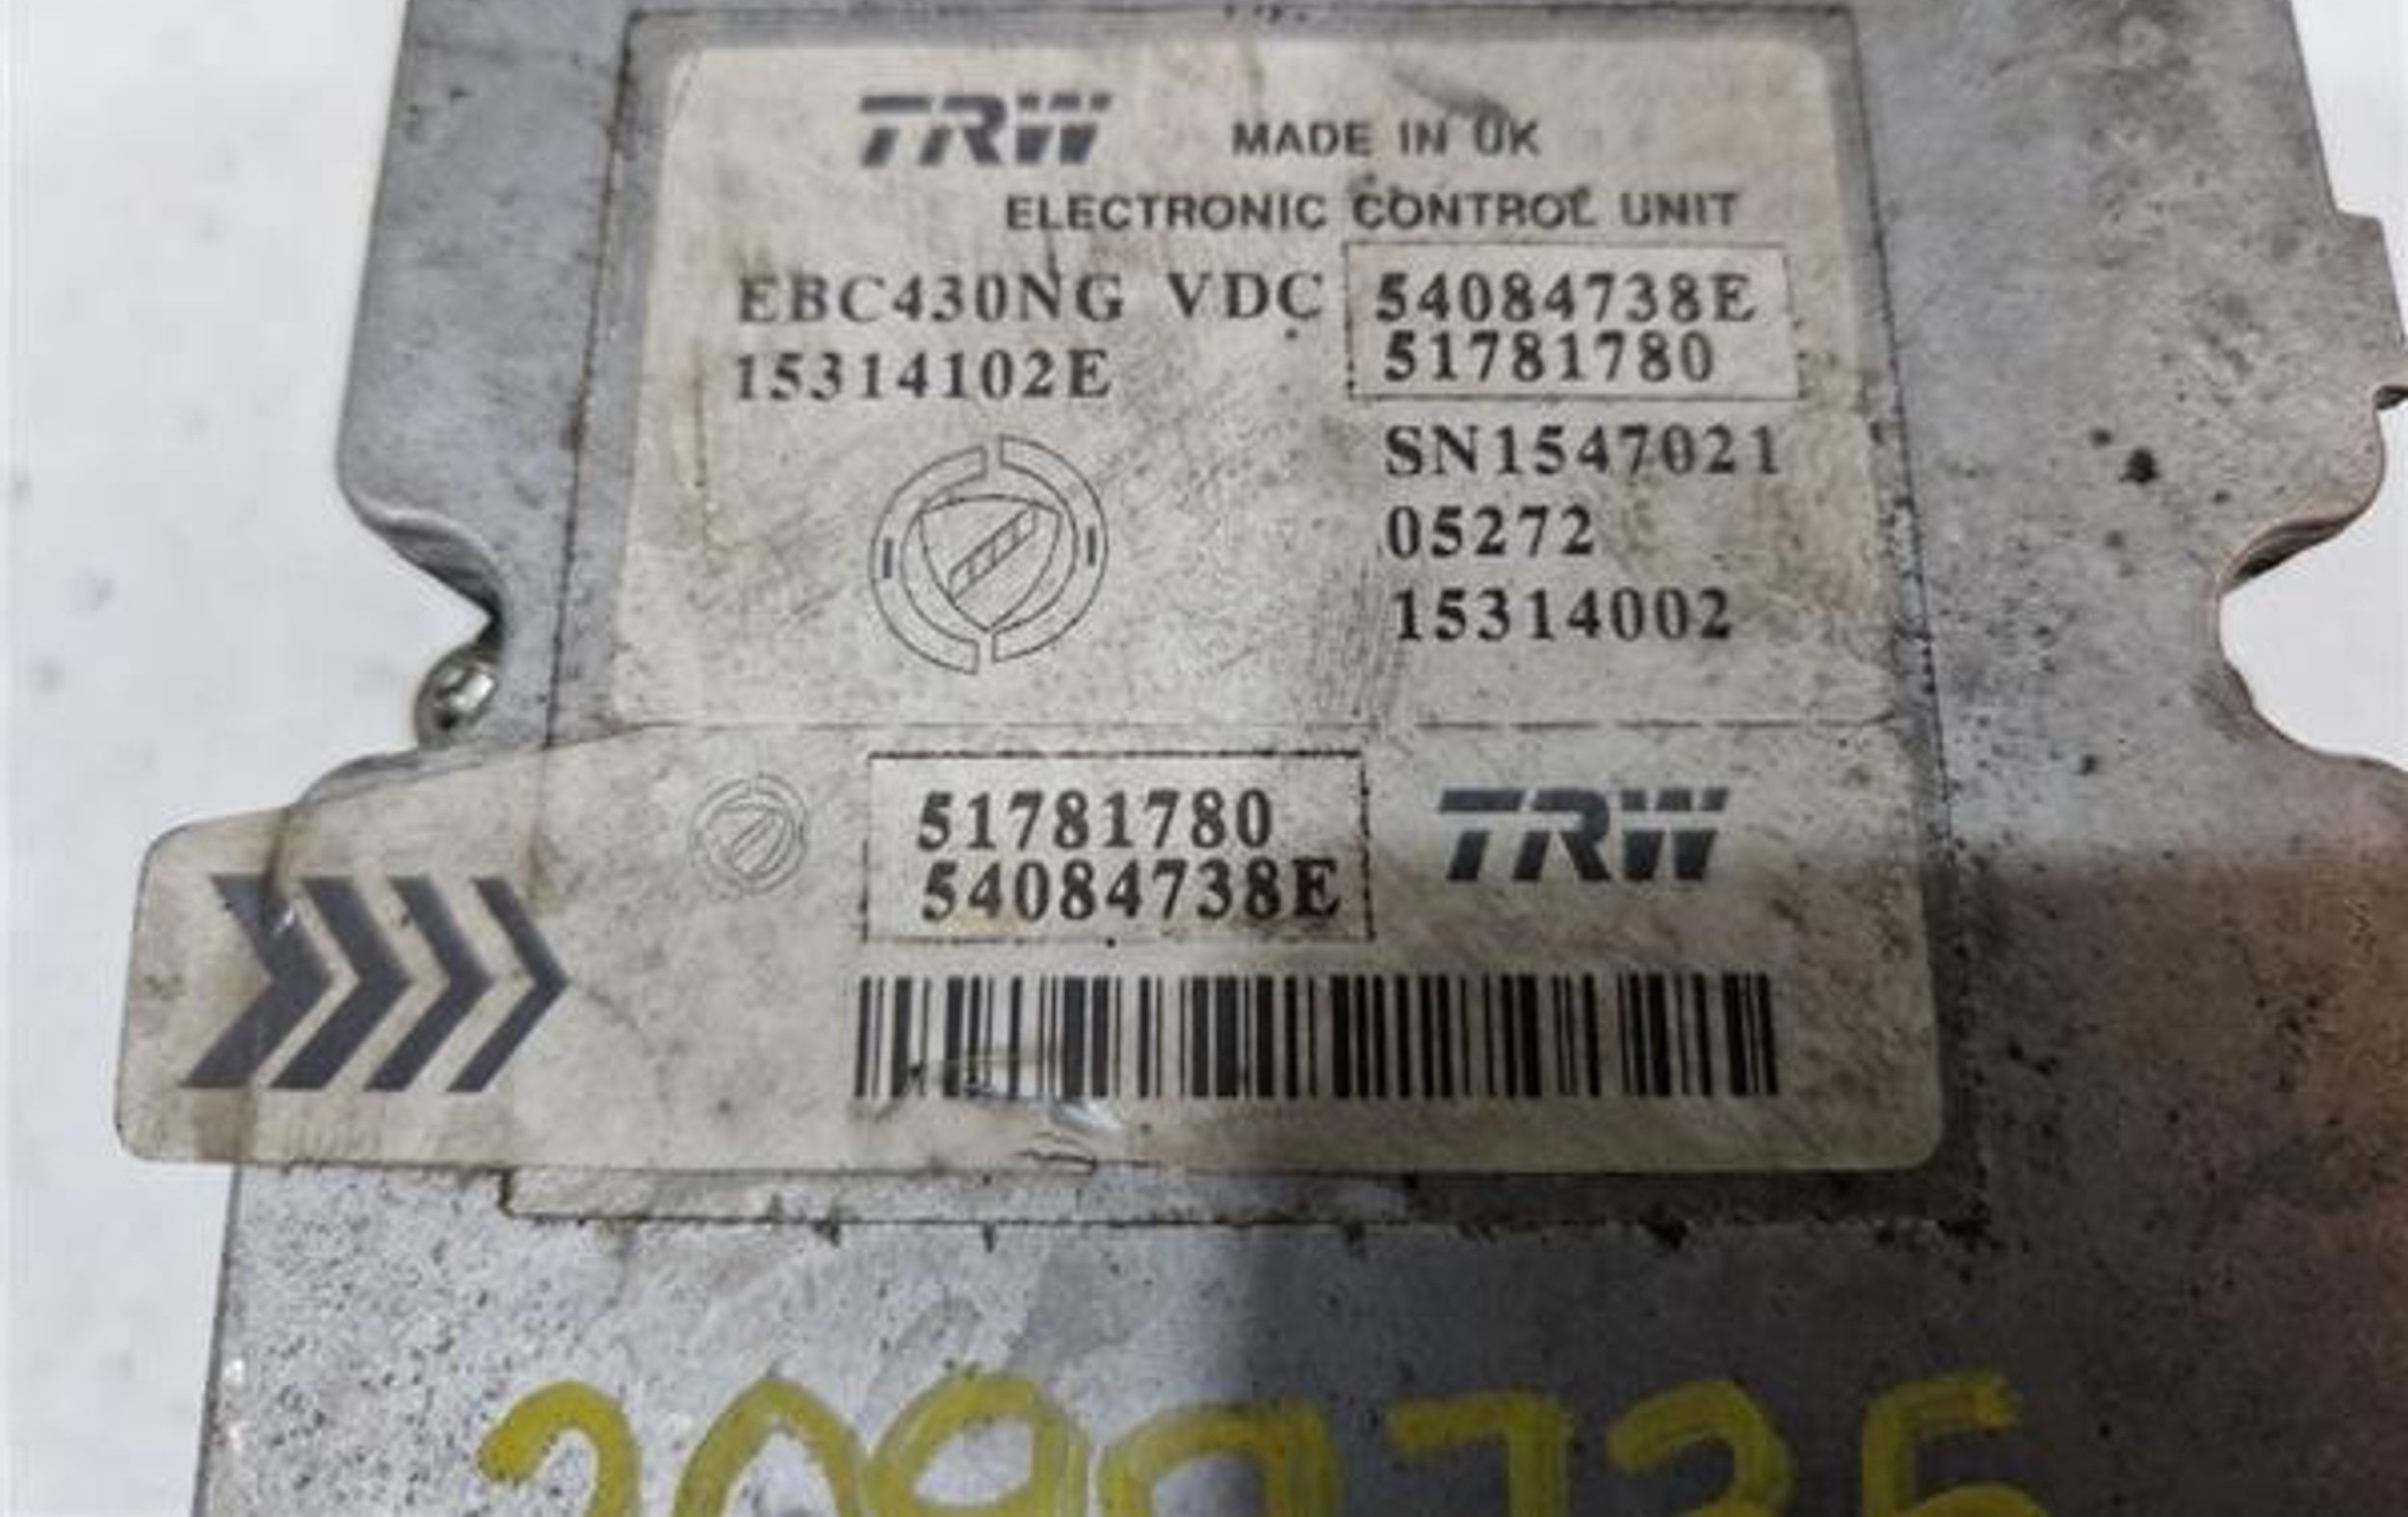 TRW MADE IN UK
ELECTRONIC CONTROL UNIT
EBC430NG VDC 54084738E
15314102E 51781780
SN1547021
05272
15314002
51781780 TRW
54084738E